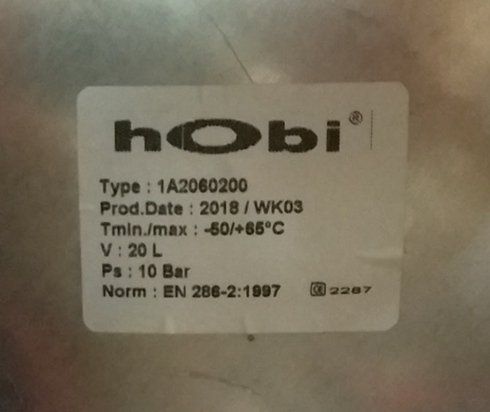 hobi®
Type : 1A2060200
Prod.Date : 2018 / WK03
Tmin./max : -50/+65°C
V : 20 L
Ps : 10 Bar
Norm : EN 286-2:1997 CE 2287